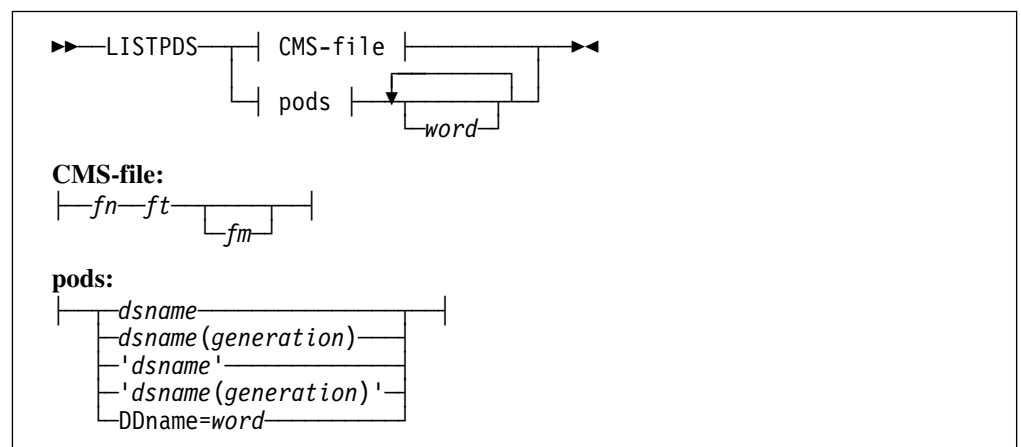 LISTPDS CMS-file
pods
word
CMS-file:
fn ft
fm
pods:
dsname
dsname(generation)
'dsname'
'dsname(generation)'
DDname=word